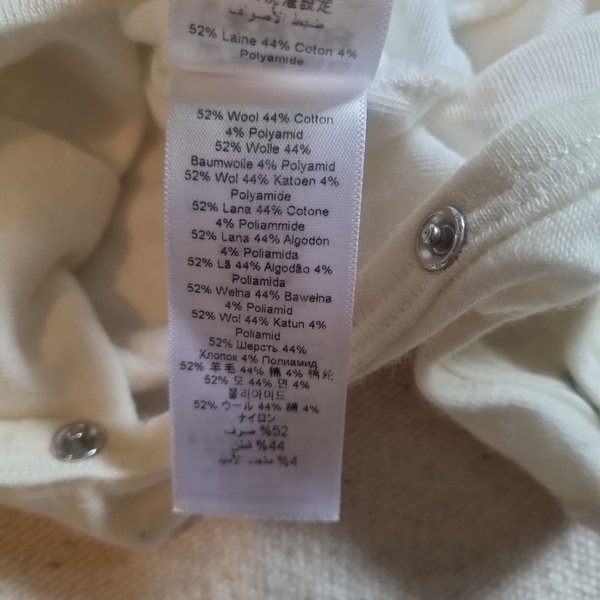 52% Laine 44% Coton 4%
Polyamide
52% Wool 44% Cotton
4% Polyamid
52% Wolle 44%
Baumwolle 4% Polyamid
52% Wol 44% Katoen 4%
Polyamide
52% Lana 44% Cotone
4% Poliammide
52% Lana 44% Algodón
4% Poliamida
52% Lã 44% Algodão 4%
Poliamida
52% Wełna 44% Bawełna
4% Poliamid
52% Wol 44% Katun 4%
Poliamid
52% Шерсть 44%
Хлопок 4% Полиамид
52% 羊毛 44% 棉 4%
52% 모 44% 면 4%
폴리아미드
52% ウール 44% 綿 4%
ナイロン
%52 صوف
%44 قطن
%4